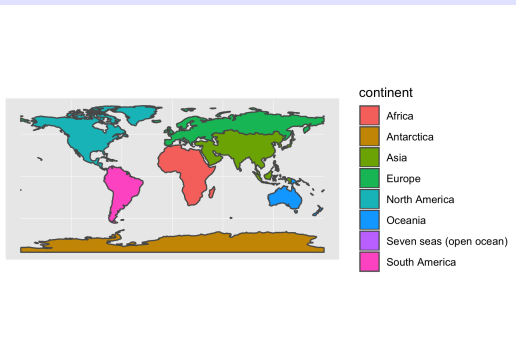 continent
Africa
Antarctica
Asia
Europe
North America
Oceania
Seven seas (open ocean)
South America